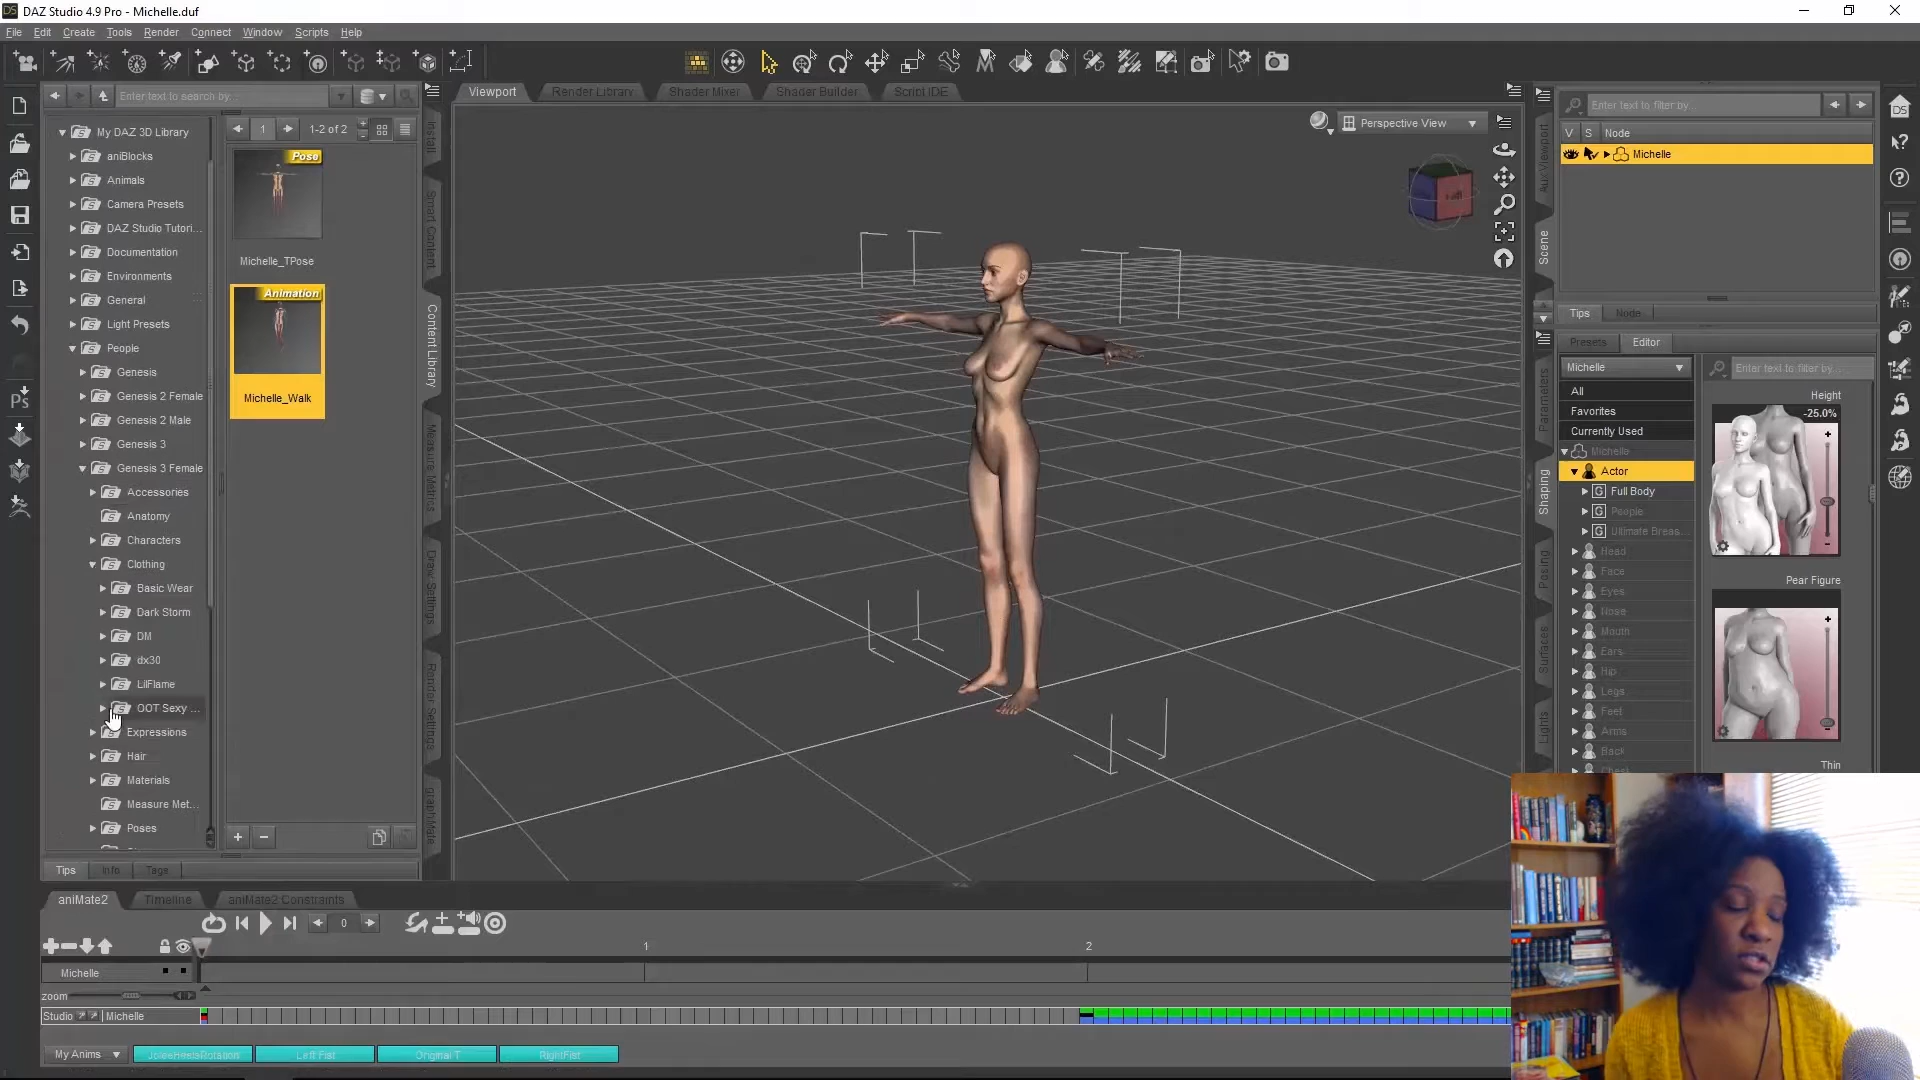 DAZ Studio 4.9 Pro - Michelle.duf
File Edit Create Tools Render Connect Window Scripts Help
Enter text to search by...
Viewport Render Library Shader Mixer Shader Builder Script IDE
Enter text to filter by...
My DAZ 3D Library
aniBlocks
Animals
Camera Presets
DAZ Studio Tutori...
Documentation
Environments
General
Light Presets
People
Genesis
Genesis 2 Female
Genesis 2 Male
Genesis 3
Genesis 3 Female
Accessories
Anatomy
Characters
Clothing
Basic Wear
Dark Storm
DM
dx30
LilFlame
OOT Sexy ...
Expressions
Hair
Materials
Measure Met...
Poses
1 1-2 of 2
Pose
Michelle_TPose
Animation
Michelle_Walk
Install
Smart Content
Content Library
Measure Metrics
Draw Settings
Render Settings
graphMate
Perspective View
Left
V S Node
Michelle
Aux Viewport
Scene
Tips Node
Presets Editor
Michelle
Enter text to filter by...
All
Favorites
Currently Used
Michelle
Actor
Full Body
People
Ultimate Breas...
Head
Face
Eyes
Nose
Mouth
Ears
Hip
Legs
Feet
Arms
Back
Chest
Parameters
Shaping
Posing
Surfaces
Lights
Height
-25.0%
Pear Figure
Thin
Tips Info Tags
aniMate2 Timeline aniMate2 Constraints
0
1 2
Michelle
zoom
Studio Michelle
My Anims Left Fist Original T RightFist